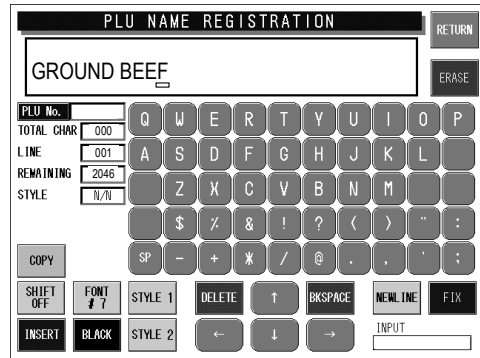 PLU NAME REGISTRATION
RETURN
GROUND BEEF
ERASE
PLU No.
TOTAL CHAR 000
LINE 001
REMAINING 2046
STYLE N/N
Q W E R T Y U I O P
A S D F G H J K L
Z X C V B N M
$ % & ! ? < > " :
SP - + * / @ . , ' ;
COPY
SHIFT OFF
FONT # 7
STYLE 1
DELETE
↑
BKSPACE
NEWLINE
FIX
INSERT
BLACK
STYLE 2
← ↓ →
INPUT